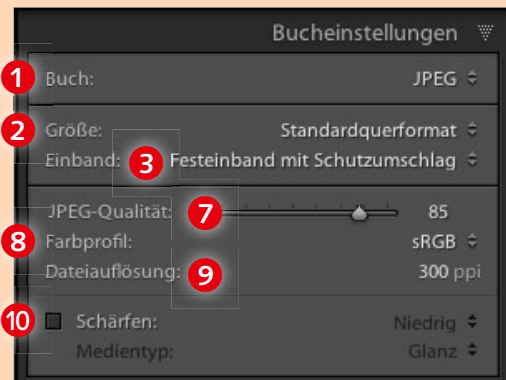 Bucheinstellungen
1 Buch: JPEG
2 Größe: Standardquerformat
Einband: 3 Festeinband mit Schutzumschlag
JPEG-Qualität: 7 85
8 Farbprofil: sRGB
Dateiauflösung: 9 300 ppi
10 Schärfen: Niedrig
Medientyp: Glanz